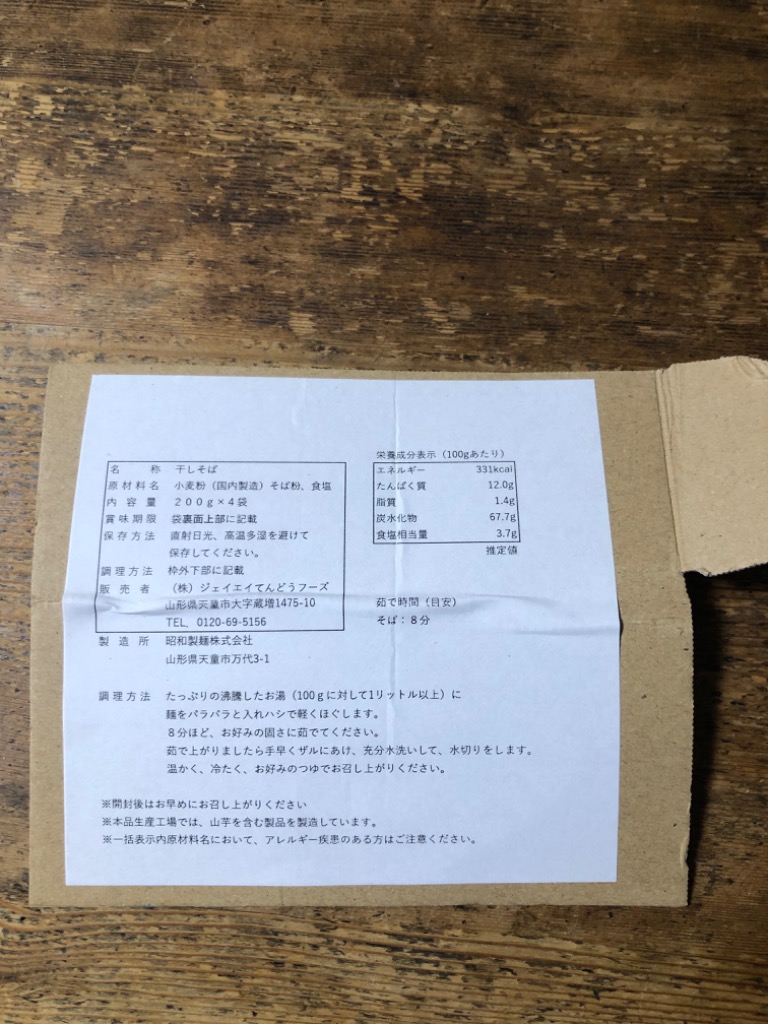 名 称 干しそば
原材料名 小麦粉（国内製造）そば粉、食塩
内 容 量 ２００ｇ×４袋
賞味期限 袋裏面上部に記載
保存方法 直射日光、高温多湿を避けて
保存してください。
調理方法 枠外下部に記載
販 売 者 （株）ジェイエイてんどうフーズ
山形県天童市大字蔵増1475-10
TEL、0120-69-5156
製 造 所 昭和製麺株式会社
山形県天童市万代3-1
栄養成分表示（100gあたり）
エネルギー 331kcal
たんぱく質 12.0g
脂質 1.4g
炭水化物 67.7g
食塩相当量 3.7g
推定値
茹で時間（目安）
そば：８分
調理方法 たっぷりの沸騰したお湯（100ｇに対して1リットル以上）に
麺をパラパラと入れハシで軽くほぐします。
８分ほど、お好みの固さに茹でてください。
茹で上がりましたら手早くザルにあけ、充分水洗いして、水切りをします。
温かく、冷たく、お好みのつゆでお召し上がりください。
※開封後はお早めにお召し上がりください
※本品生産工場では、山芋を含む製品を製造しています。
※一括表示内原材料名において、アレルギー疾患のある方はご注意ください。